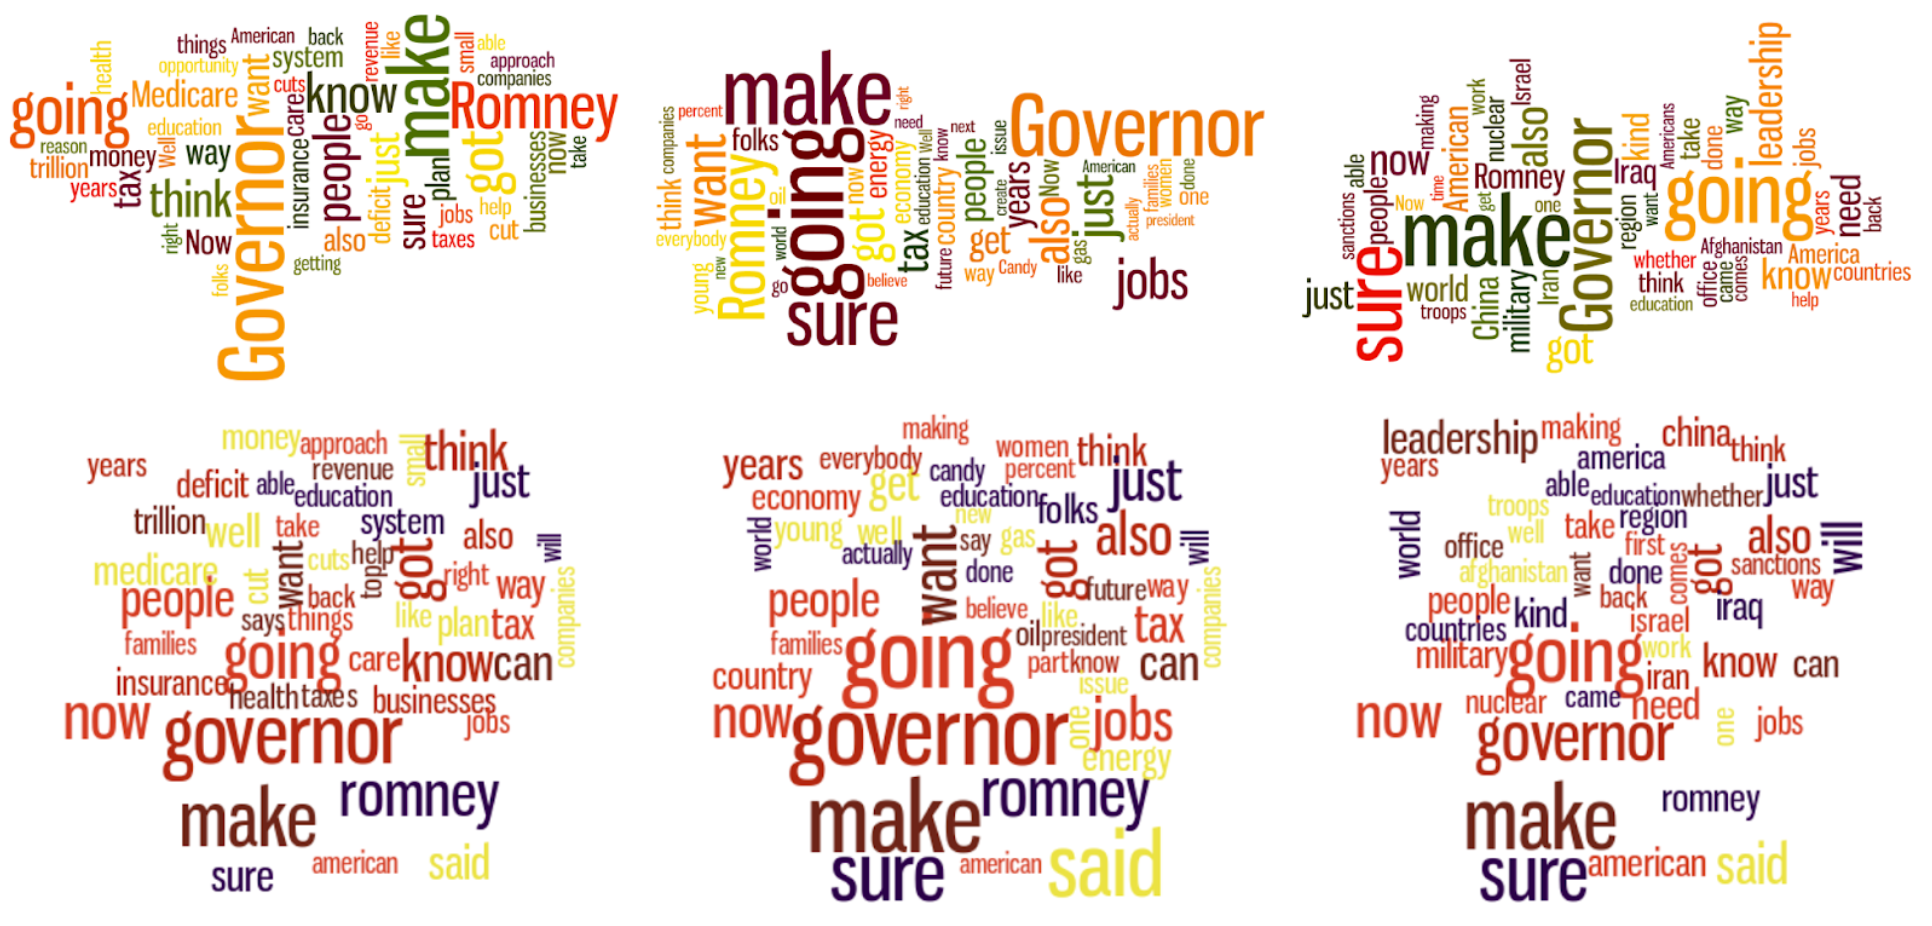 health
things
American
back
revenue
like
make
small
able
opportunity
want
system
approach
companies
going
Medicare
cuts
know
Romney
education
care
go
reason
trillion
money
Well
way
Governor
insurance
people
just
plan
got
businesses
now
take
years
tax
think
deficit
sure
jobs
help
cut
right
Now
also
taxes
folks
getting
make
percent
right
need
companies
folks
going
energy
Well
know
next
issue
Governor
think
want
Romney
oil
now
economy
education
country
people
create
years
Now
American
just
families
women
done
one
everybody
world
got
tax
get
also
gas
actually
president
young
new
go
believe
future
way
Candy
like
jobs
sure
leadership
work
Israel
making
American
nuclear
also
kind
Americans
take
done
way
jobs
able
now
Romney
Governor
Iraq
going
sanctions
people
Now
time
get
one
region
want
years
need
back
make
sure
Afghanistan
America
whether
just
world
China
military
Iran
think
office
came
comes
know
countries
troops
education
help
got
money
approach
small
think
years
revenue
deficit
able
education
just
trillion
well
take
system
also
will
want
cuts
help
got
medicare
cut
top
right
way
people
back
like
companies
says
things
plan
tax
families
going
care
know
can
insurance
health
taxes
businesses
now
governor
jobs
make
romney
sure
american
said
making
women
think
years
everybody
candy
percent
just
economy
get
education
folks
new
world
young
well
say
gas
also
will
actually
want
done
got
future
way
people
believe
like
companies
families
going
oil
president
tax
country
part
know
can
issue
now
governor
one
jobs
energy
make
romney
sure
american
said
leadership
making
china
think
years
america
able
education
whether
just
troops
region
world
well
take
also
will
office
first
afghanistan
want
done
comes
got
sanctions
way
people
back
kind
iraq
countries
israel
military
going
work
iran
know
can
nuclear
came
need
now
governor
one
jobs
make
romney
sure
american
said